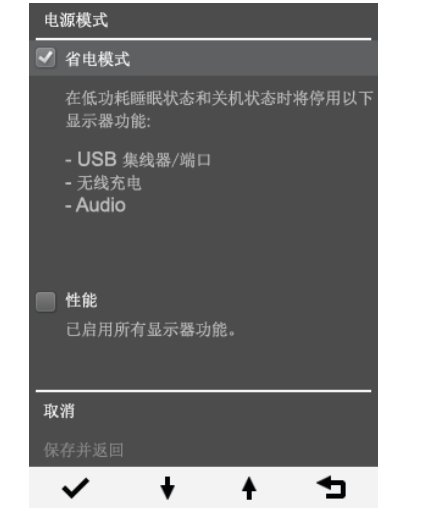 电源模式
省电模式
在低功耗睡眠状态和关机状态时将停用以下
显示器功能:
- USB 集线器/端口
- 无线充电
- Audio
性能
已启用所有显示器功能。
取消
保存并返回